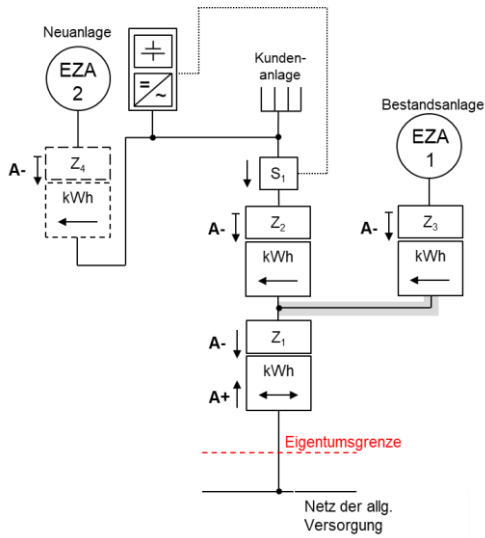 Neuanlage
EZA
2
=
~
Kunden-
anlage
Bestandsanlage
EZA
1
A-
Z4
kWh
S1
A-
Z2
kWh
A-
Z3
kWh
A-
Z1
A+
kWh
Eigentumsgrenze
Netz der allg.
Versorgung